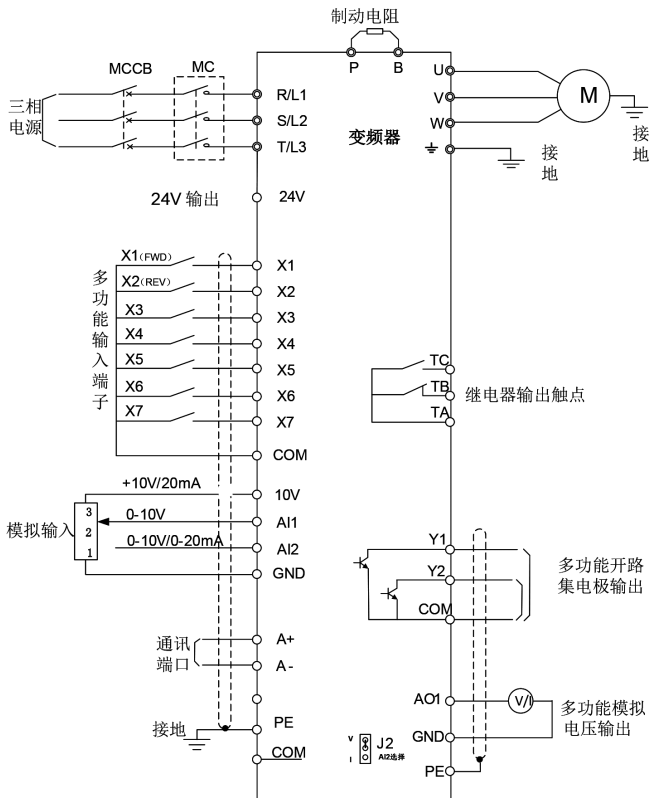 制动电阻
P
B
MCCB
MC
三相
电源
R/L1
S/L2
T/L3
变频器
U
V
W
M
接
地
接
地
24V 输出
24V
多功能输入端子
X1（FWD）
X1
X2（REV）
X2
X3
X3
X4
X4
X5
X5
X6
X6
X7
X7
COM
TC
TB
TA
继电器输出触点
模拟输入
3
2
1
+10V/20mA
10V
0-10V
AI1
0-10V/0-20mA
AI2
GND
Y1
Y2
COM
多功能开路
集电极输出
通讯
端口
A+
A-
接地
PE
COM
V
I
J2
AI2选择
AO1
V/I
GND
PE
多功能模拟
电压输出